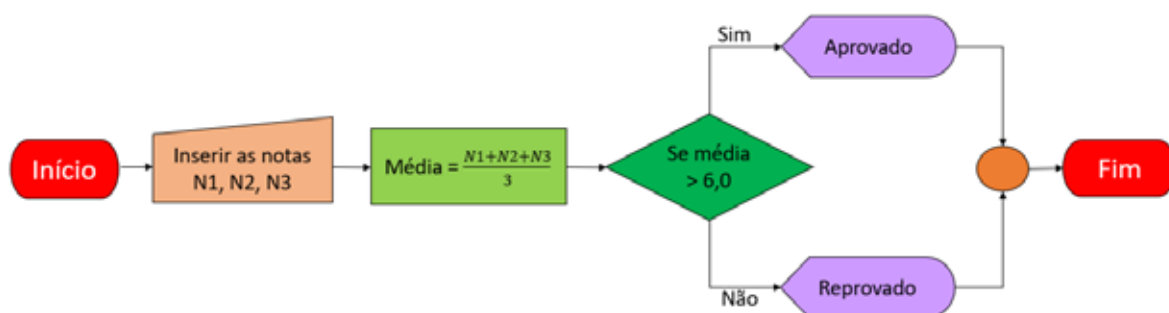 Início
Inserir as notas
N1, N2, N3
Média = N1+N2+N3
3
Se média
> 6,0
Sim
Aprovado
Não
Reprovado
Fim